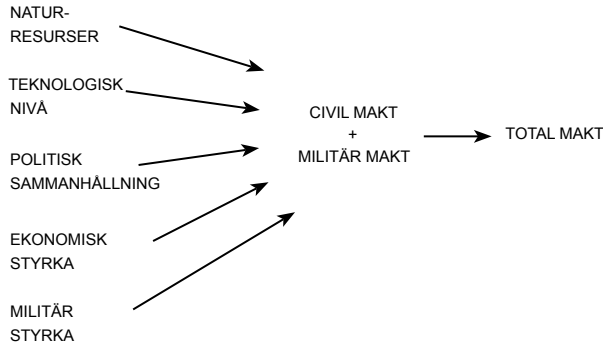 NATUR-
RESURSER
TEKNOLOGISK
NIVÅ
POLITISK
SAMMANHÅLLNING
EKONOMISK
STYRKA
MILITÄR
STYRKA
CIVIL MAKT
+
MILITÄR MAKT
TOTAL MAKT